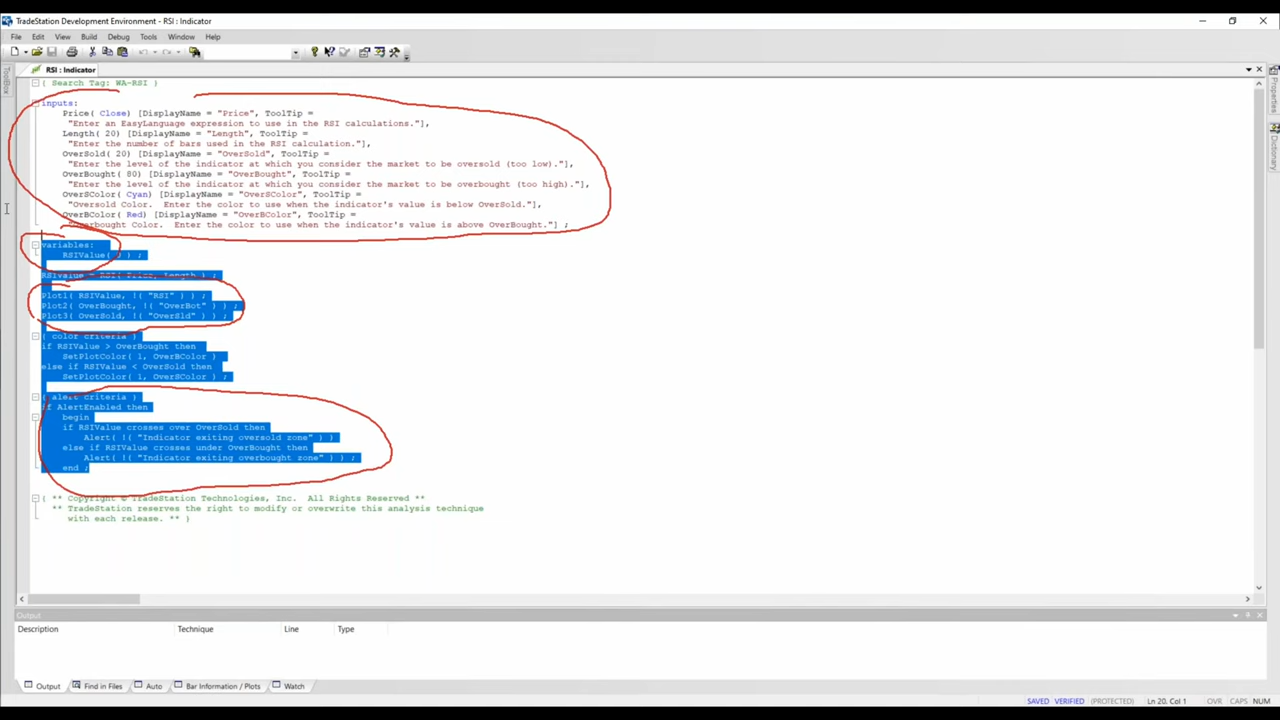 TradeStation Development Environment - RSI : Indicator
File Edit View Build Debug Tools Window Help
RSI : Indicator
ToolBox
Properties
Dictionary
{ Search Tag: WA-RSI }
inputs:
Price( Close) [DisplayName = "Price", ToolTip =
"Enter an EasyLanguage expression to use in the RSI calculations."],
Length( 20) [DisplayName = "Length", ToolTip =
"Enter the number of bars used in the RSI calculation."],
OverSold( 20) [DisplayName = "OverSold", ToolTip =
"Enter the level of the indicator at which you consider the market to be oversold (too low)."],
OverBought( 80) [DisplayName = "OverBought", ToolTip =
"Enter the level of the indicator at which you consider the market to be overbought (too high)."],
OverSColor( Cyan) [DisplayName = "OverSColor", ToolTip =
"Oversold Color. Enter the color to use when the indicator's value is below OverSold."],
OverBColor( Red) [DisplayName = "OverBColor", ToolTip =
"Overbought Color. Enter the color to use when the indicator's value is above OverBought."] ;
variables:
RSIValue( 0 ) ;
RSIValue = RSI( Price, Length ) ;
Plot1( RSIValue, !( "RSI" ) ) ;
Plot2( OverBought, !( "OverBot" ) ) ;
Plot3( OverSold, !( "OverSld" ) ) ;
{ color criteria }
if RSIValue > OverBought then
SetPlotColor( 1, OverBColor )
else if RSIValue < OverSold then
SetPlotColor( 1, OverSColor ) ;
{ alert criteria }
if AlertEnabled then
begin
if RSIValue crosses over OverSold then
Alert( !( "Indicator exiting oversold zone" ) )
else if RSIValue crosses under OverBought then
Alert( !( "Indicator exiting overbought zone" ) ) ;
end ;
{ ** Copyright © TradeStation Technologies, Inc. All Rights Reserved **
** TradeStation reserves the right to modify or overwrite this analysis technique
with each release. ** }
Output
Description Technique Line Type
Output Find in Files Auto Bar Information / Plots Watch
SAVED VERIFIED (PROTECTED) Ln 20, Col 1 OVR CAPS NUM